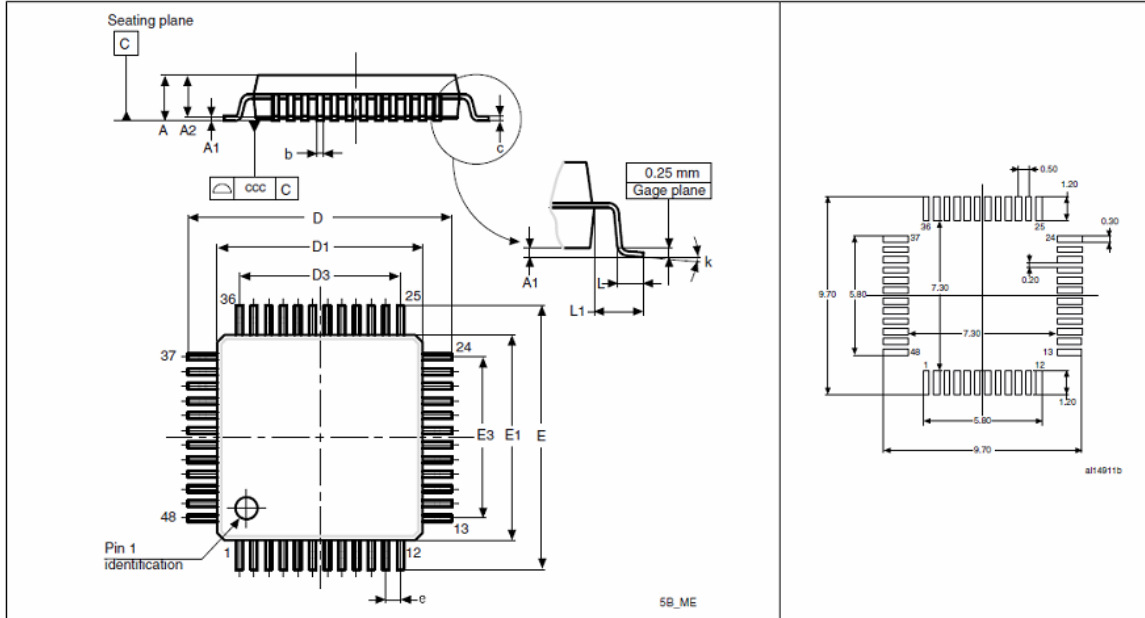 Seating plane
C
A
A2
A1
b
c
ccc
C
0.25 mm
Gage plane
D
D1
D3
A1
L
k
L1
36
25
37
24
E3
E1
E
48
13
Pin 1
identification
1
12
e
5B_ME
0.50
1.20
36
25
0.30
37
24
0.20
9.70
5.80
7.30
7.30
48
13
1
12
1.20
5.80
9.70
ai14911b